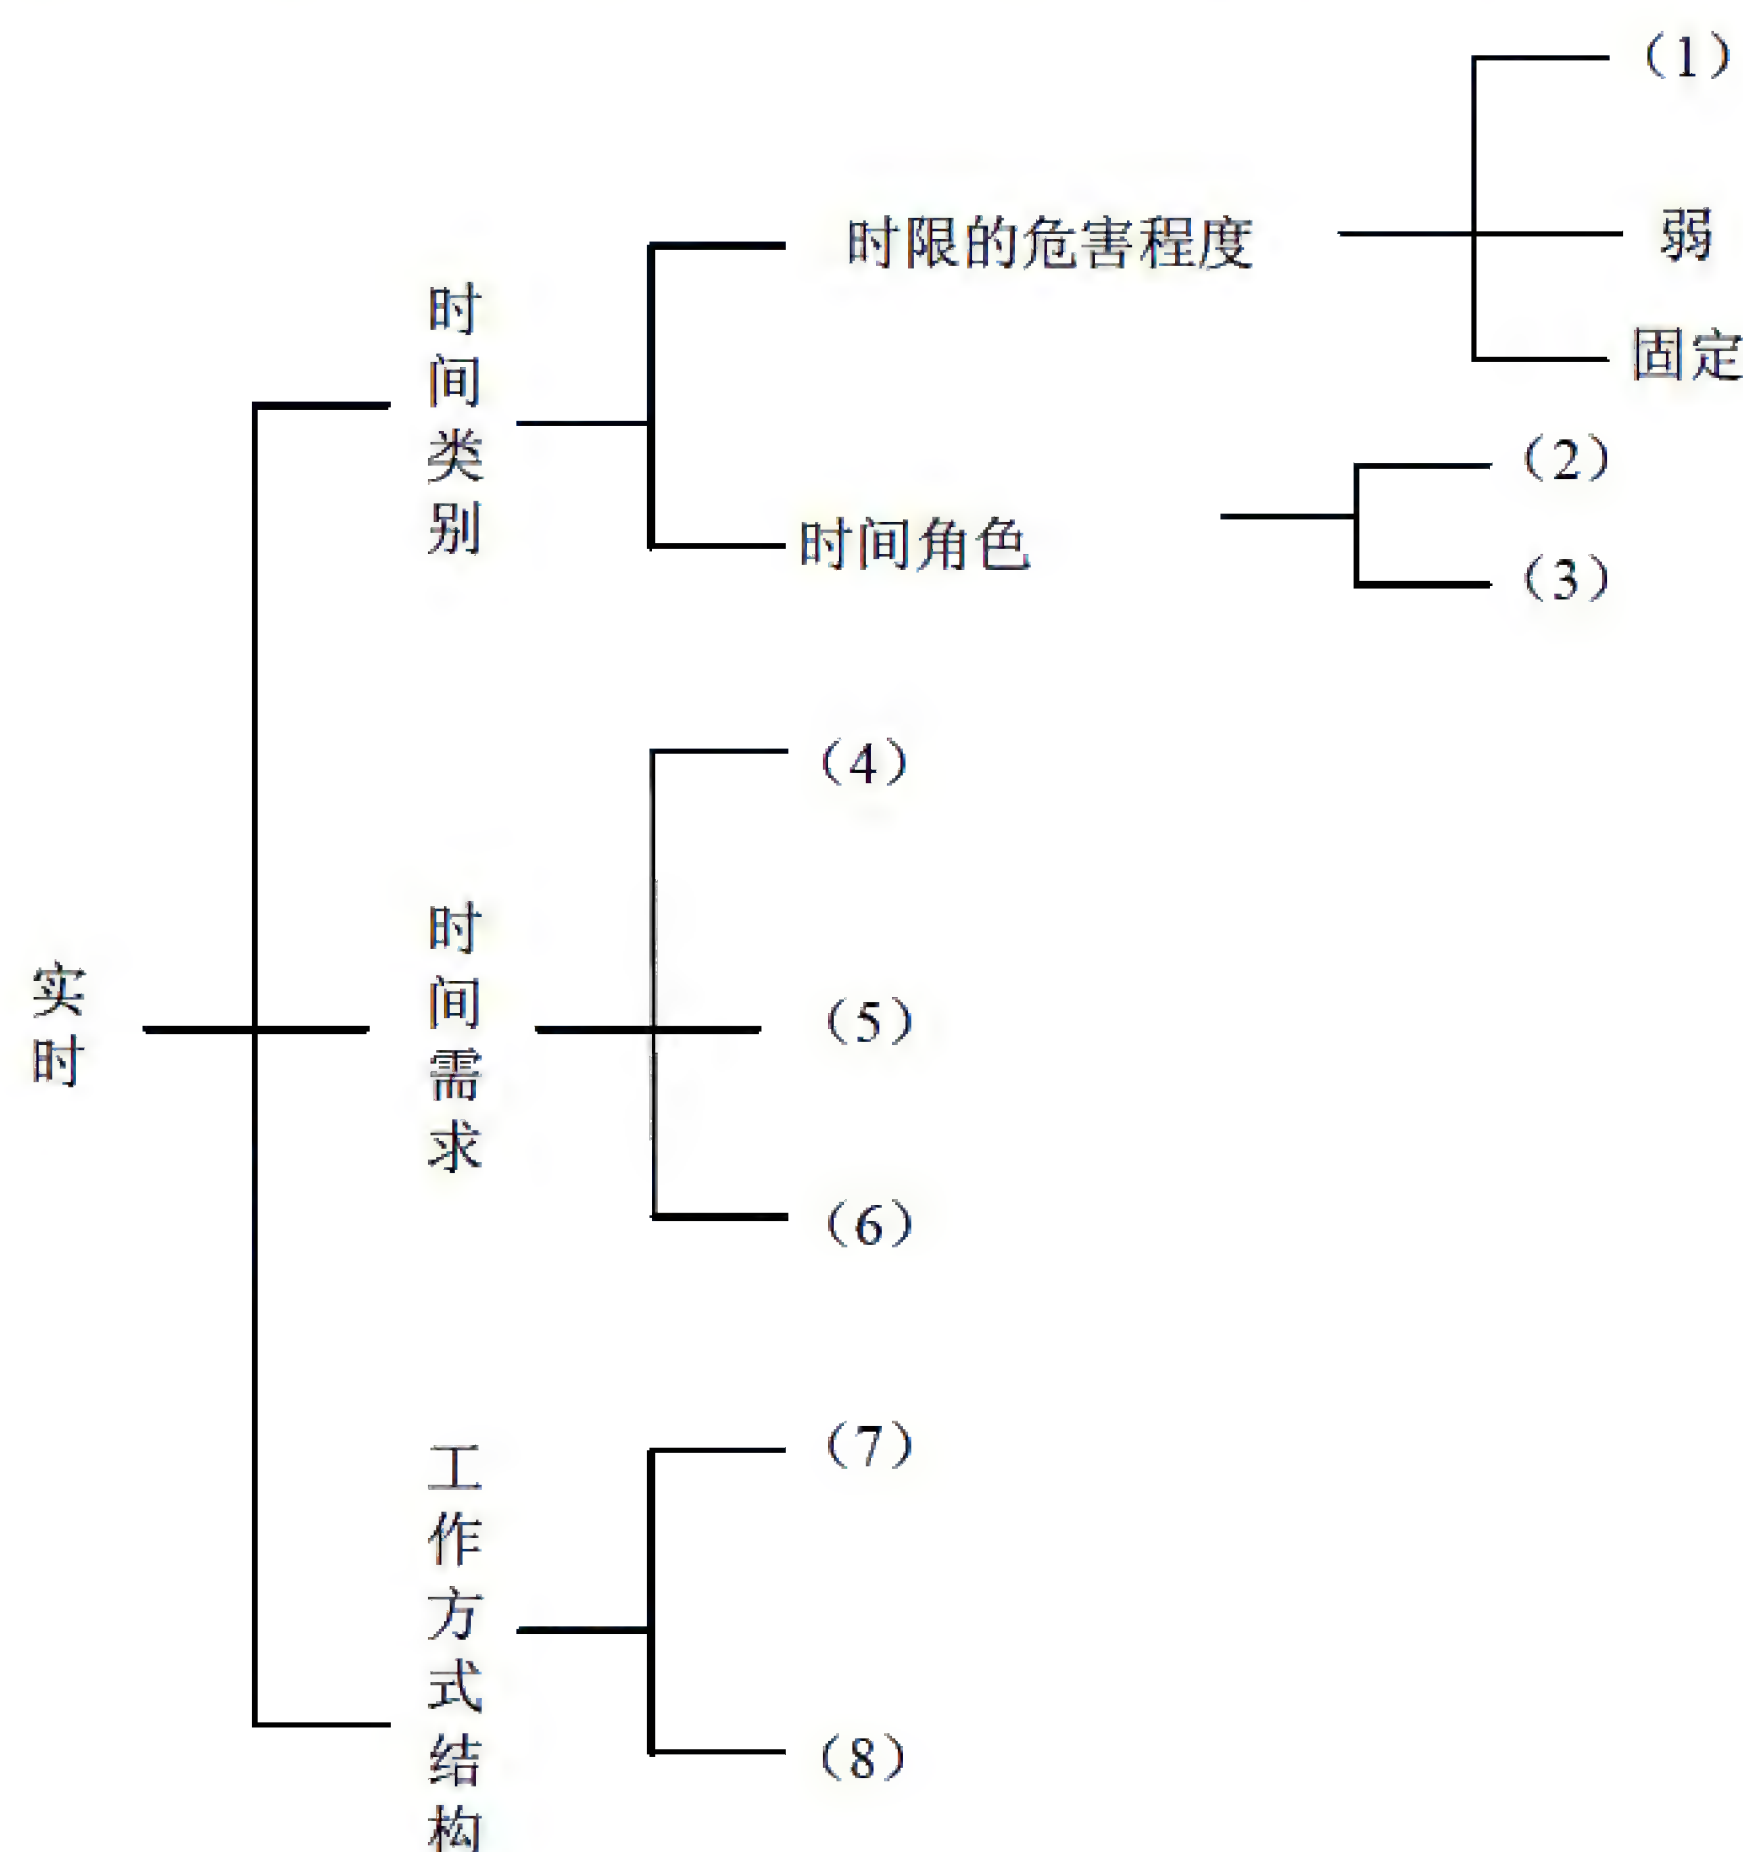 实时
时间类别
时限的危害程度
（1）
弱
固定
时间角色
（2）
（3）
时间需求
（4）
（5）
（6）
工作方式结构
（7）
（8）